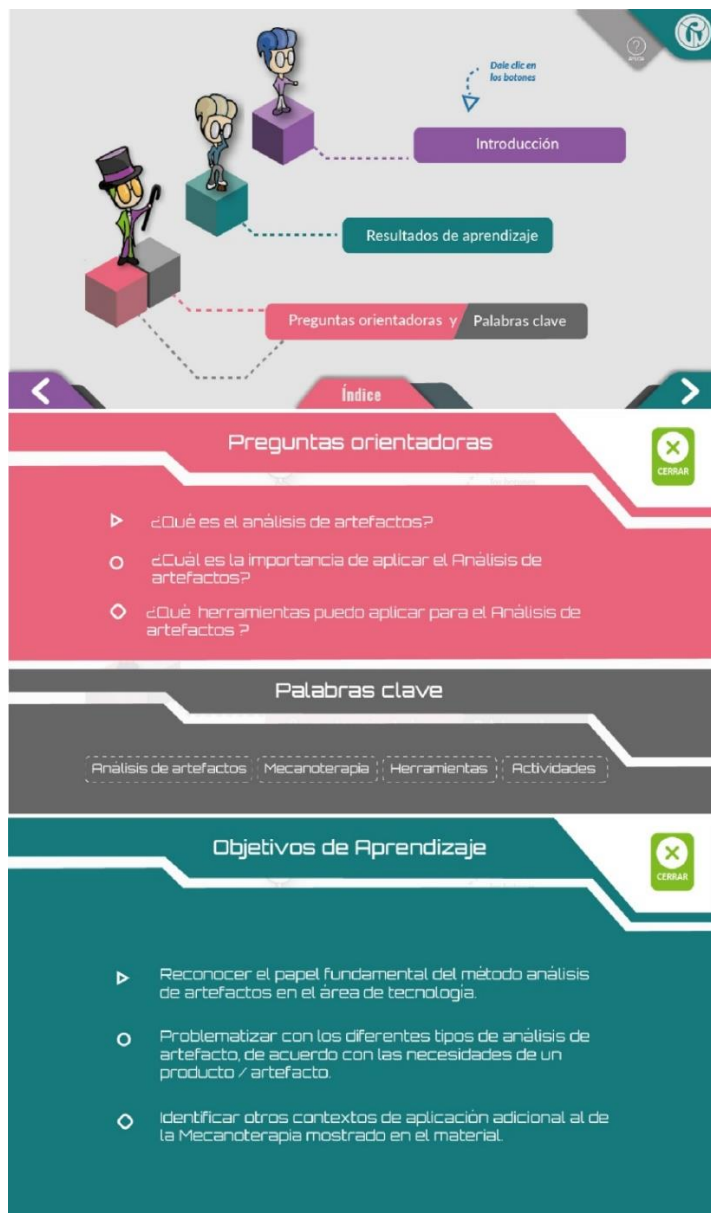 Dale clic en
los botones
Introducción
Resultados de aprendizaje
Preguntas orientadoras y Palabras clave
Índice
Preguntas orientadoras
CERRAR
¿Qué es el análisis de artefactos?
¿Cuál es la importancia de aplicar el Análisis de
artefactos?
¿Qué herramientas puedo aplicar para el Análisis de
artefactos ?
Palabras clave
Análisis de artefactos Mecanoterapia Herramientas Actividades
Objetivos de Aprendizaje
CERRAR
Reconocer el papel fundamental del método análisis
de artefactos en el área de tecnología.
Problematizar con los diferentes tipos de análisis de
artefacto, de acuerdo con las necesidades de un
producto / artefacto.
Identificar otros contextos de aplicación adicional al de
la Mecanoterapia mostrado en el material.